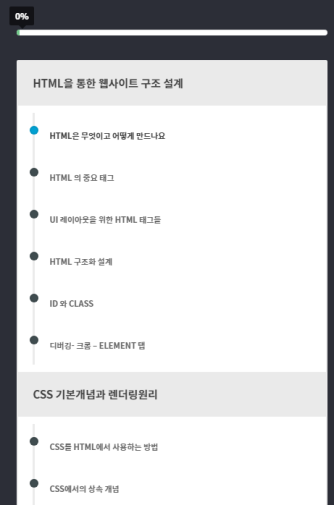 0%
HTML을 통한 웹사이트 구조 설계
HTML은 무엇이고 어떻게 만드나요
HTML 의 중요 태그
UI 레이아웃을 위한 HTML 태그들
HTML 구조화 설계
ID 와 CLASS
디버깅- 크롬 – ELEMENT 탭
CSS 기본개념과 렌더링원리
CSS를 HTML에서 사용하는 방법
CSS에서의 상속 개념